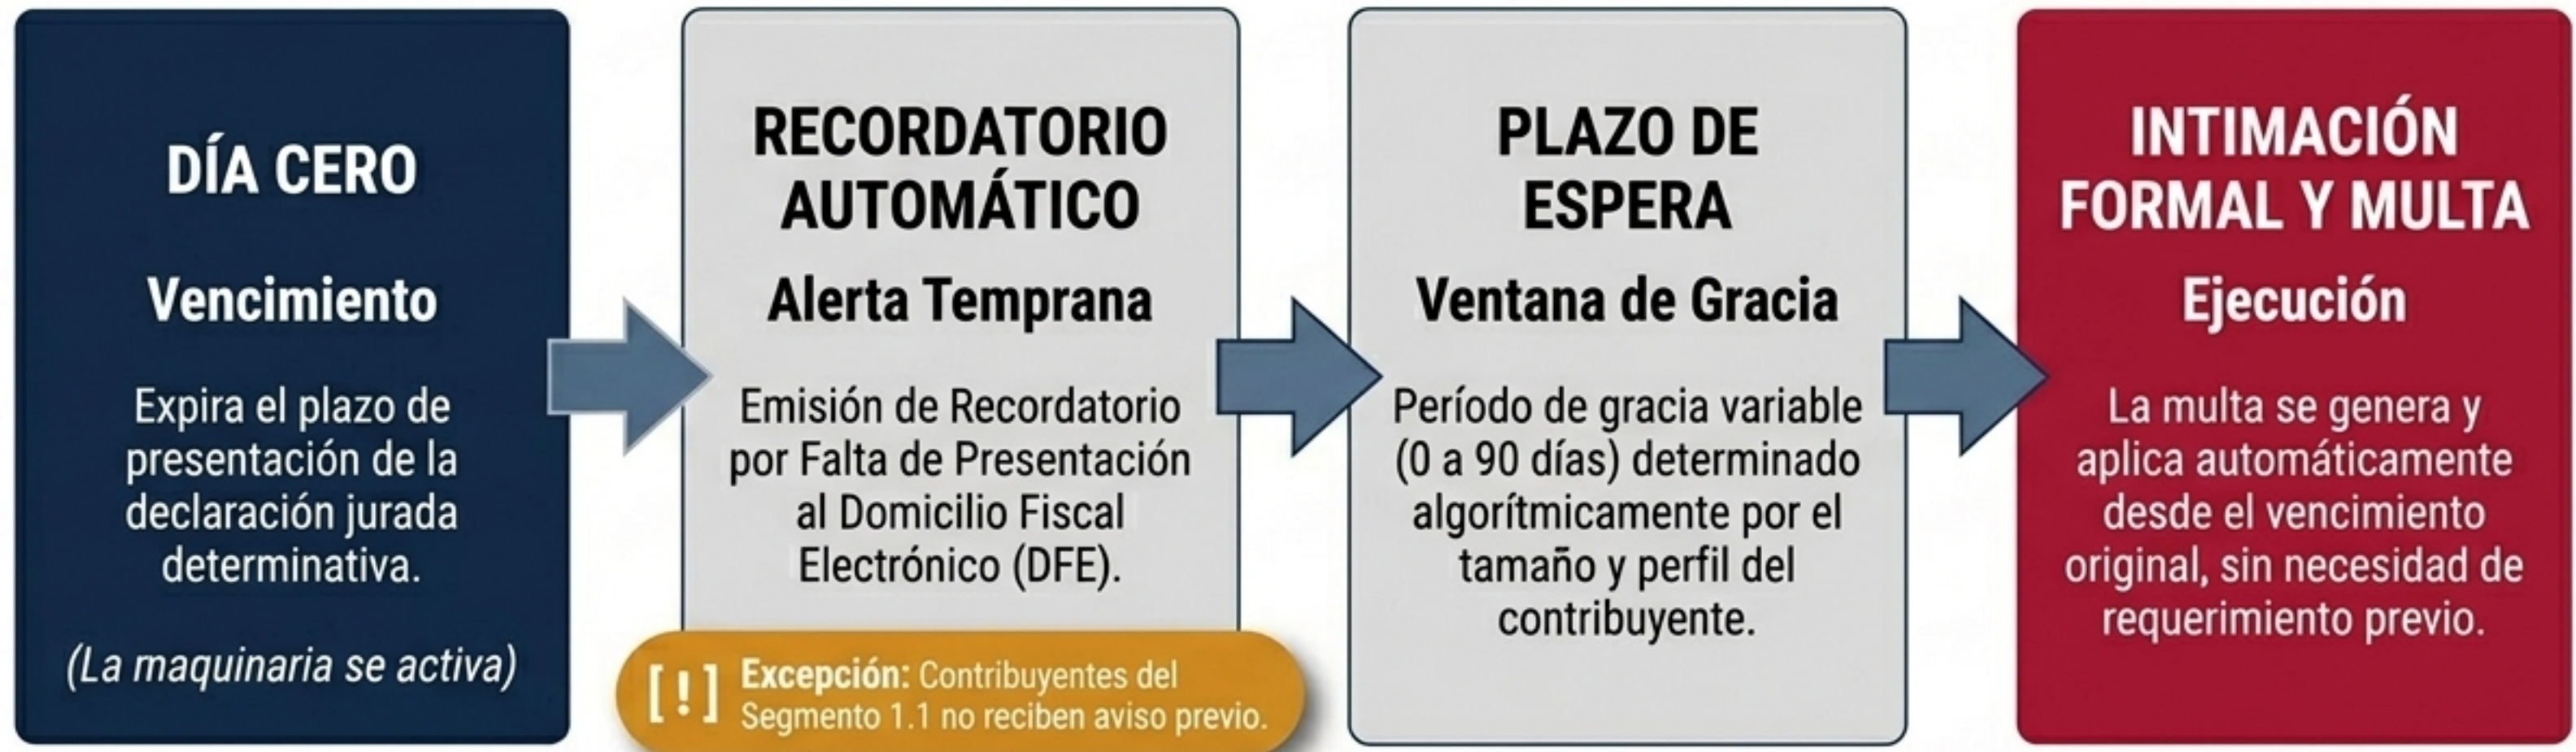 DÍA CERO
Vencimiento
Expira el plazo de
presentación de la
declaración jurada
determinativa.
(La maquinaria se activa)
RECORDATORIO
AUTOMÁTICO
Alerta Temprana
Emisión de Recordatorio
por Falta de Presentación
al Domicilio Fiscal
Electrónico (DFE).
[!] Excepción: Contribuyentes del
Segmento 1.1 no reciben aviso previo.
PLAZO DE
ESPERA
Ventana de Gracia
Período de gracia variable
(0 a 90 días) determinado
algorítmicamente por el
tamaño y perfil del
contribuyente.
INTIMACIÓN
FORMAL Y MULTA
Ejecución
La multa se genera y
aplica automáticamente
desde el vencimiento
original, sin necesidad de
requerimiento previo.